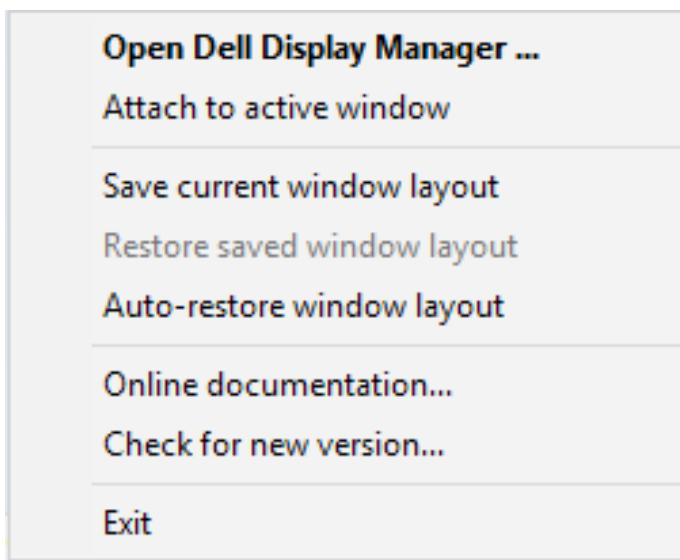 Open Dell Display Manager ...
Attach to active window
Save current window layout
Restore saved window layout
Auto-restore window layout
Online documentation...
Check for new version...
Exit